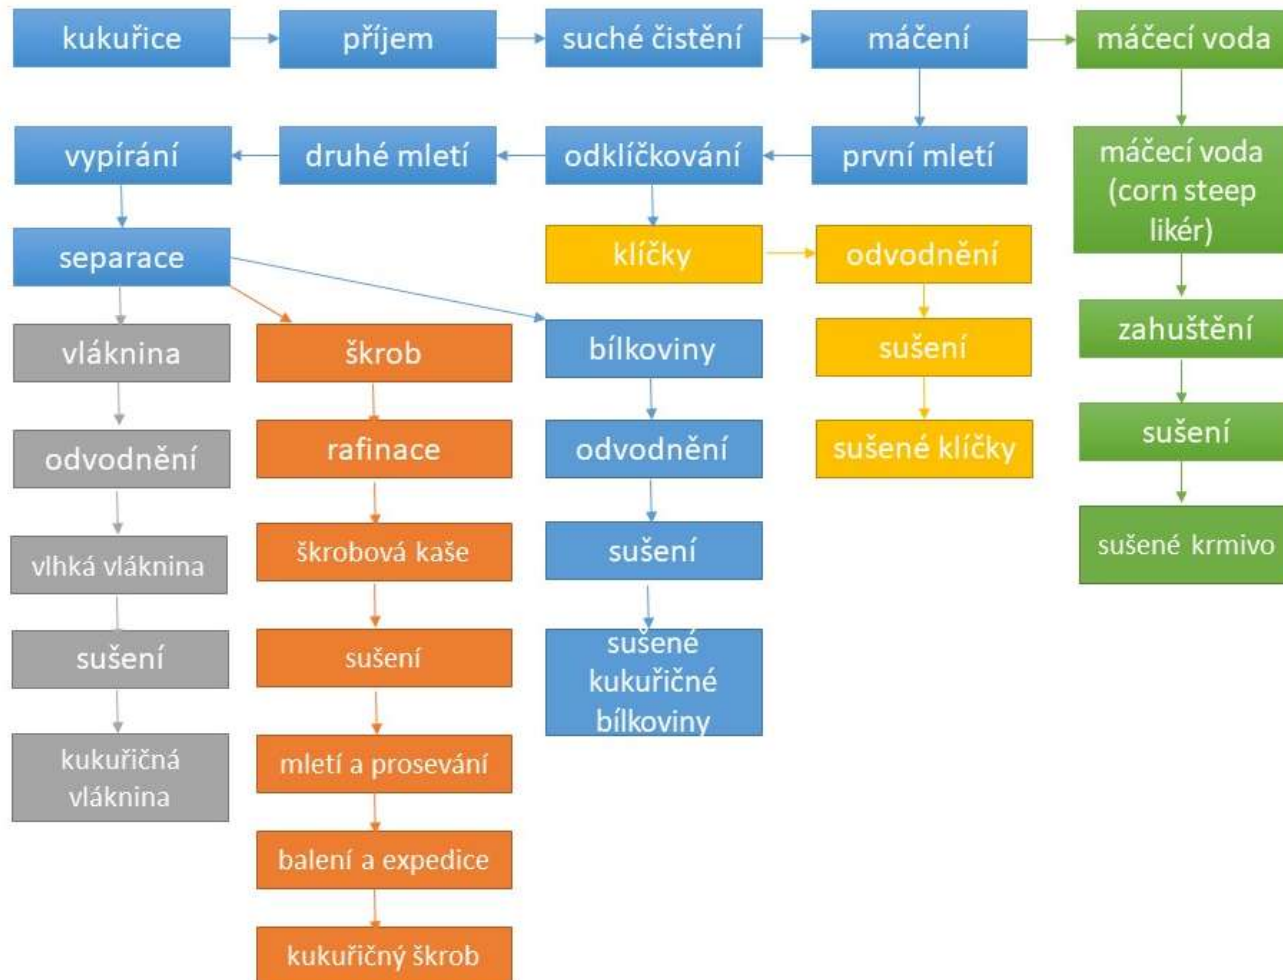 kukuřice
příjem
suché čistění
máčení
máčecí voda
vypírání
druhé mletí
odklíčkování
první mletí
máčecí voda
(corn steep
likér)
separace
klíčky
odvodnění
vláknina
škrob
bílkoviny
sušení
zahuštění
odvodnění
rafinace
odvodnění
sušené klíčky
sušení
vlhká vláknina
škrobová kaše
sušení
sušené krmivo
sušení
sušení
sušené
kukuřičné
bílkoviny
kukuřičná
vláknina
mletí a prosevání
balení a expedice
kukuřičný škrob